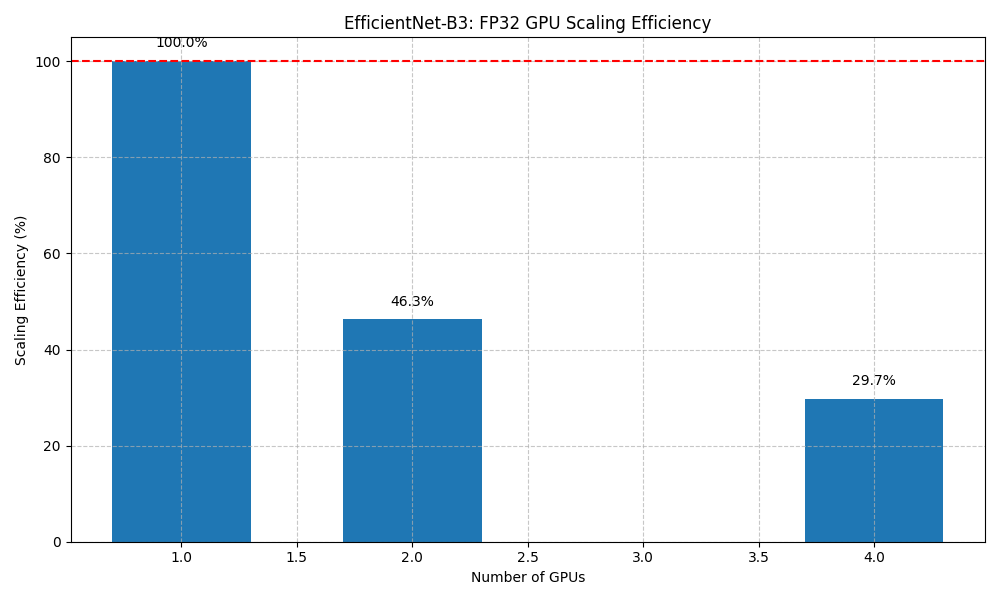 EfficientNet-B3: FP32 GPU Scaling Efficiency
100.0%
46.3%
29.7%
100
80
60
40
20
0
Scaling Efficiency (%)
1.0 1.5 2.0 2.5 3.0 3.5 4.0
Number of GPUs